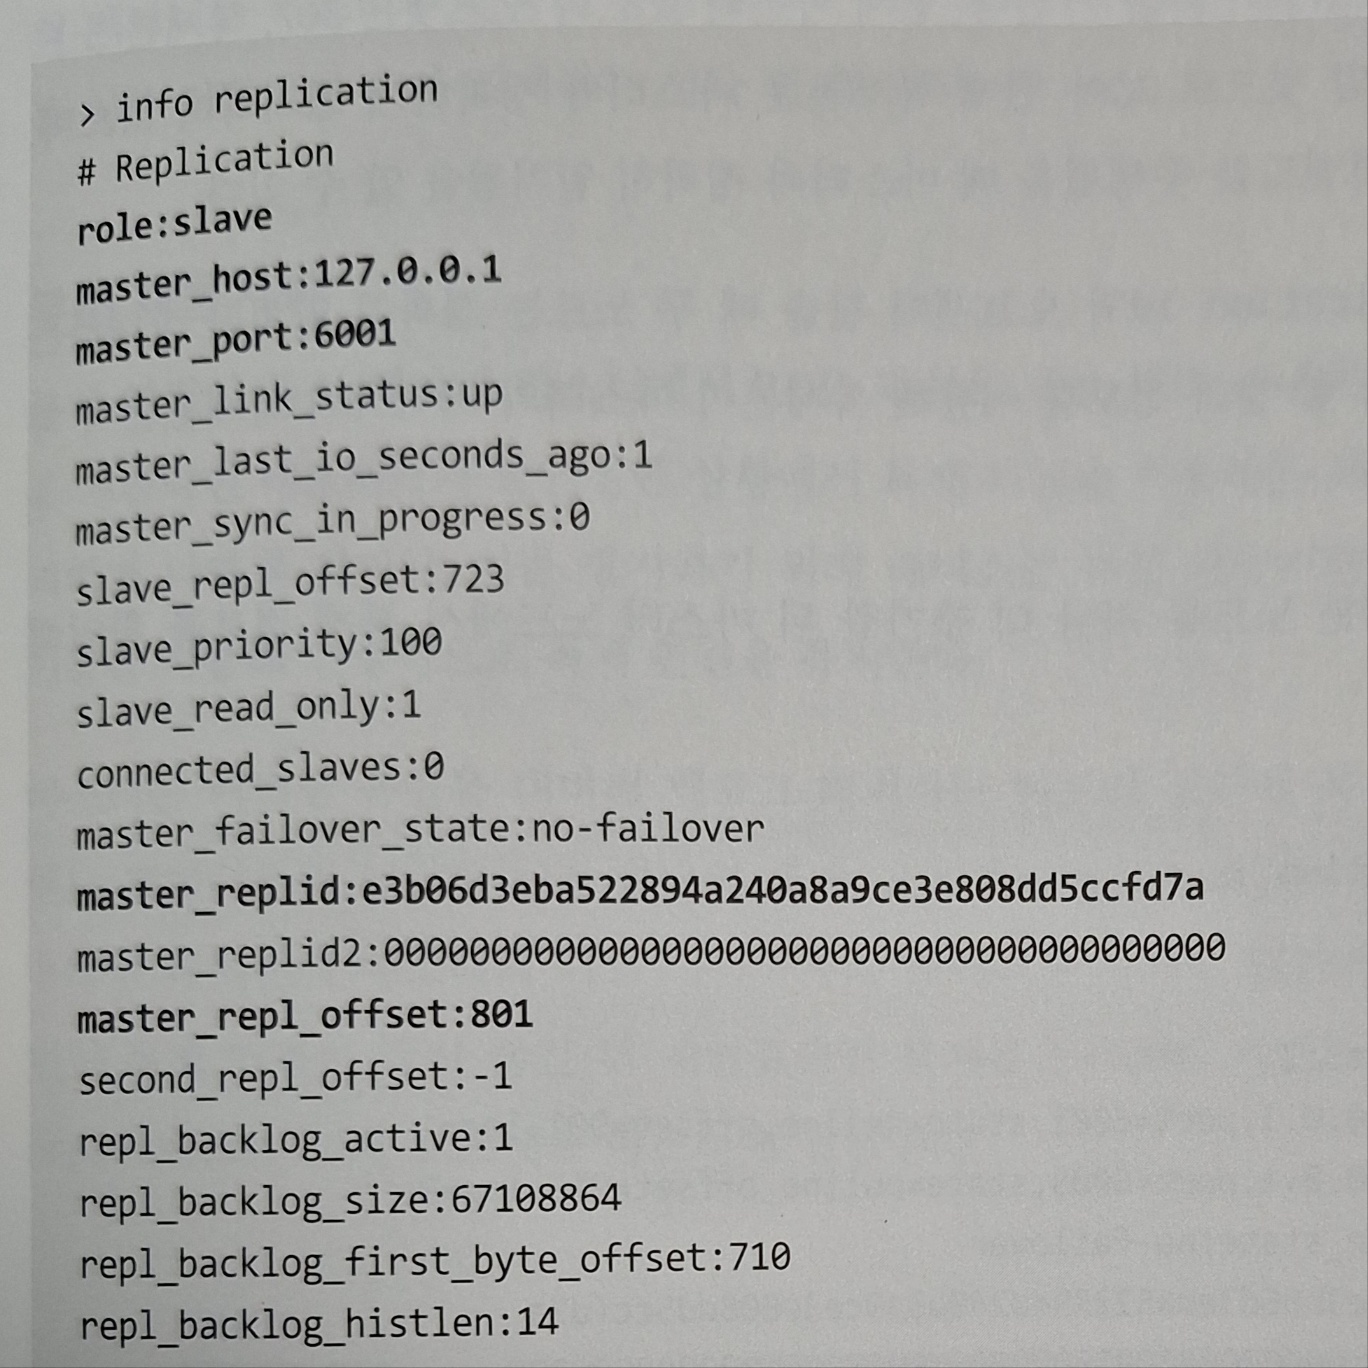 > info replication
# Replication
role:slave
master_host:127.0.0.1
master_port:6001
master_link_status:up
master_last_io_seconds_ago:1
master_sync_in_progress:0
slave_repl_offset:723
slave_priority:100
slave_read_only:1
connected_slaves:0
master_failover_state:no-failover
master_replid:e3b06d3eba522894a240a8a9ce3e808dd5ccfd7a
master_replid2:0000000000000000000000000000000000000000
master_repl_offset:801
second_repl_offset:-1
repl_backlog_active:1
repl_backlog_size:67108864
repl_backlog_first_byte_offset:710
repl_backlog_histlen:14